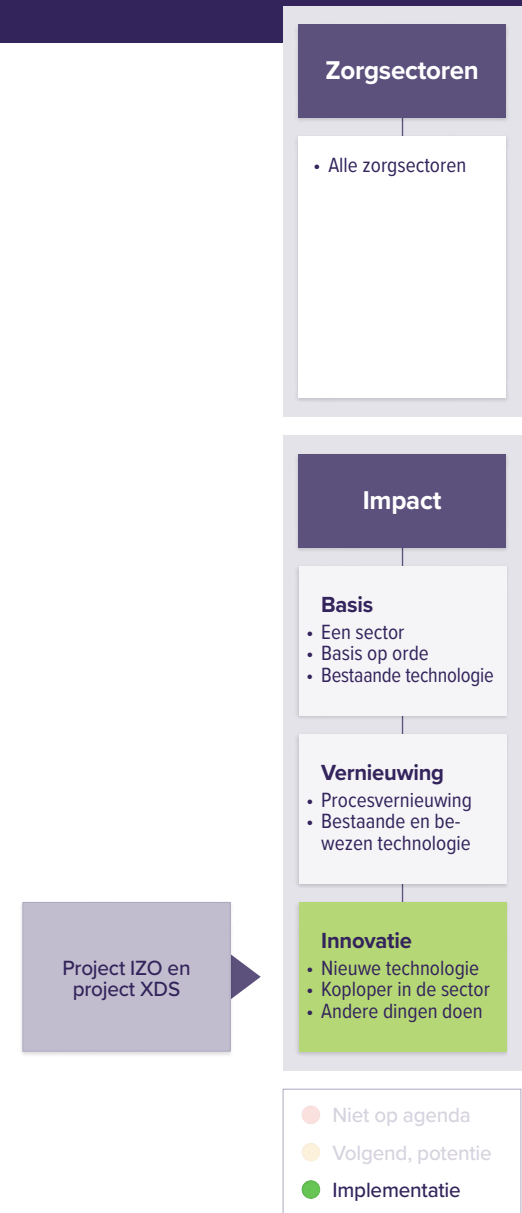 Zorgsectoren
• Alle zorgsectoren
Impact
Basis
• Een sector
• Basis op orde
• Bestaande technologie
Vernieuwing
• Procesvernieuwing
• Bestaande en be-
wezen technologie
Project IZO en
project XDS
Innovatie
• Nieuwe technologie
• Koploper in de sector
• Andere dingen doen
Niet op agenda
Volgend, potentie
Implementatie